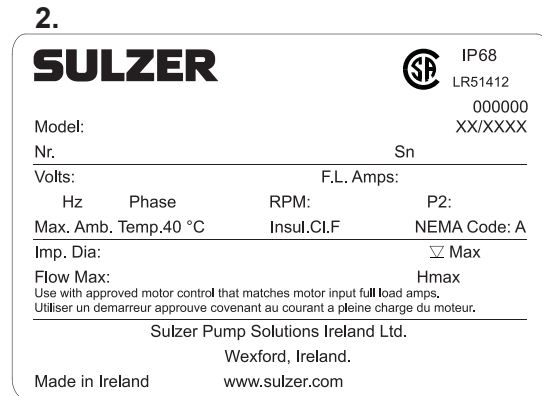 2.
SULZER
CSA IP68
LR51412
000000
Model: XX/XXXX
Nr. Sn
Volts: F.L. Amps:
Hz Phase RPM: P2:
Max. Amb. Temp.40 °C Insul.Cl.F NEMA Code: A
Imp. Dia: Max
Flow Max: Hmax
Use with approved motor control that matches motor input full load amps.
Utiliser un demarreur approuve covenant au courant a pleine charge du moteur.
Sulzer Pump Solutions Ireland Ltd.
Wexford, Ireland.
Made in Ireland www.sulzer.com